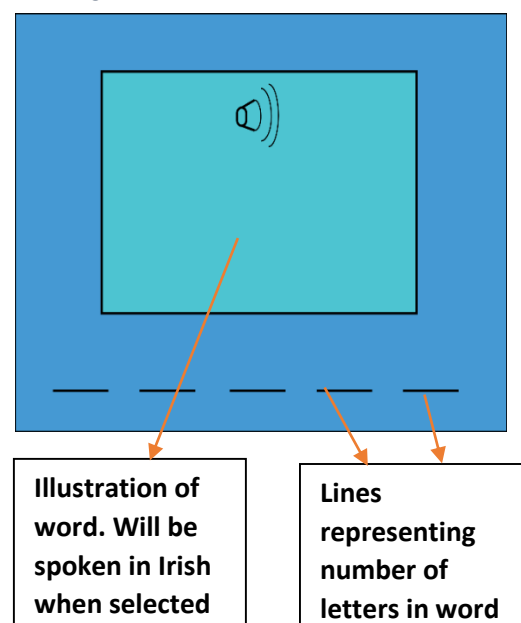 Illustration of
word. Will be
spoken in Irish
when selected
Lines
representing
number of
letters in word